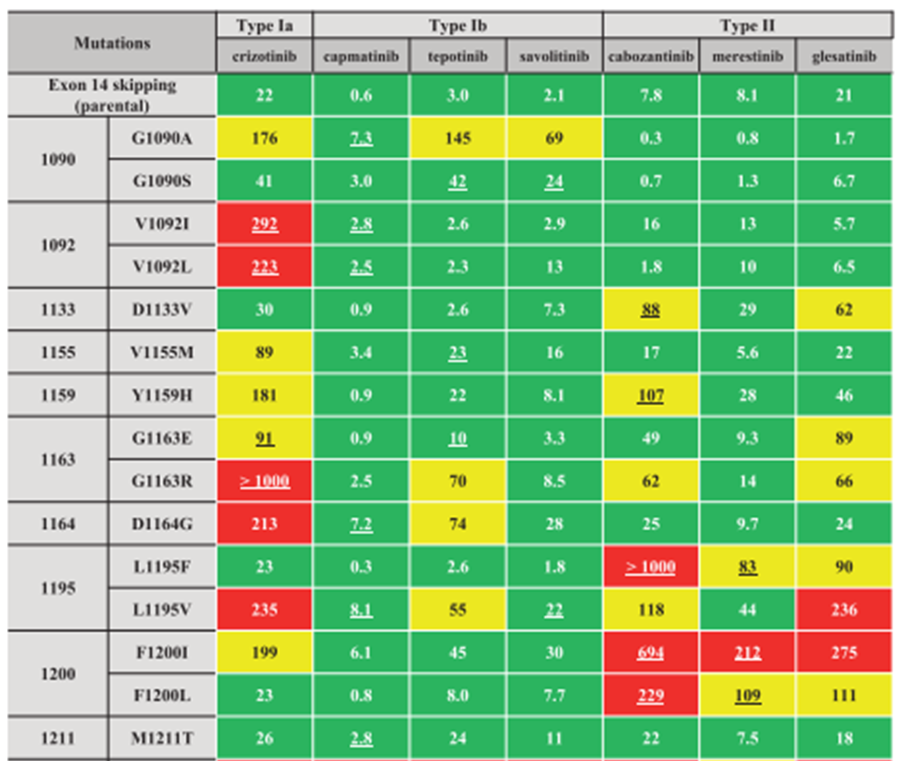 Mutations Type Ia Type Ib Type II
crizotinib capmatinib tepotinib savolitinib cabozantinib merestinib glesatinib
Exon 14 skipping
(parental) 22 0.6 3.0 2.1 7.8 8.1 21
1090 G1090A 176 7.3 145 69 0.3 0.8 1.7
G1090S 41 3.0 42 24 0.7 1.3 6.7
1092 V1092I 292 2.8 2.6 2.9 16 13 5.7
V1092L 223 2.5 2.3 13 1.8 10 6.5
1133 D1133V 30 0.9 2.6 7.3 88 29 62
1155 V1155M 89 3.4 23 16 17 5.6 22
1159 Y1159H 181 0.9 22 8.1 107 28 46
1163 G1163E 91 0.9 10 3.3 49 9.3 89
G1163R > 1000 2.5 70 8.5 62 14 66
1164 D1164G 213 7.2 74 28 25 9.7 24
1195 L1195F 23 0.3 2.6 1.8 > 1000 83 90
L1195V 235 8.1 55 22 118 44 236
1200 F1200I 199 6.1 45 30 694 212 275
F1200L 23 0.8 8.0 7.7 229 109 111
1211 M1211T 26 2.8 24 11 22 7.5 18